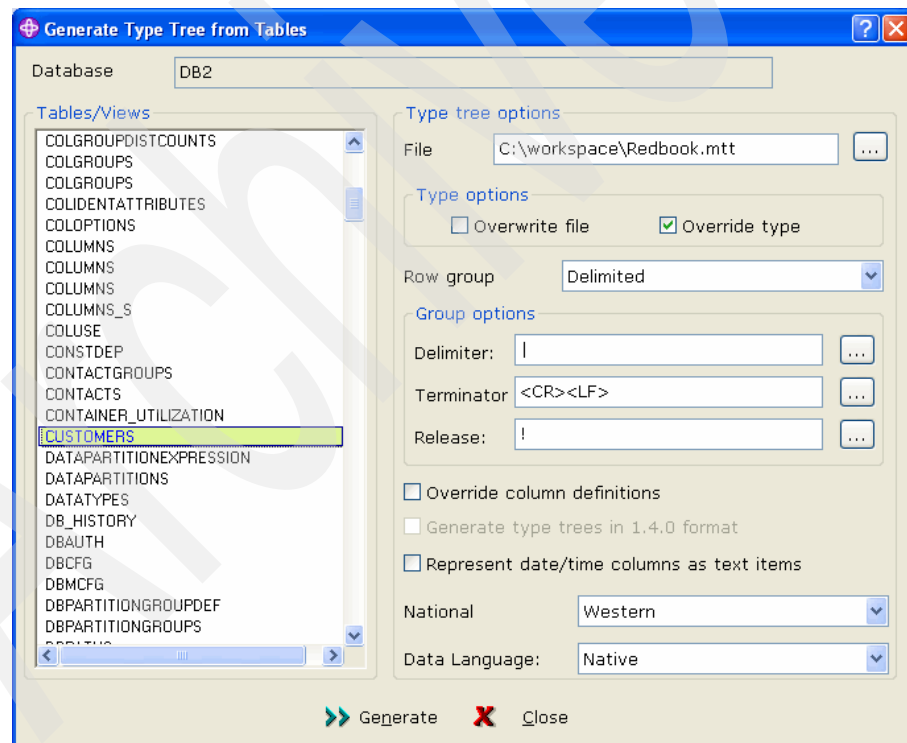 Generate Type Tree from Tables
Database DB2
Tables/Views
COLGROUPDISTCOUNTS
COLGROUPS
COLGROUPS
COLIDENTATTRIBUTES
COLOPTIONS
COLUMNS
COLUMNS
COLUMNS
COLUMNS_S
COLUSE
CONSTDEP
CONTACTGROUPS
CONTACTS
CONTAINER_UTILIZATION
CUSTOMERS
DATAPARTITIONEXPRESSION
DATAPARTITIONS
DATATYPES
DB_HISTORY
DBAUTH
DBCFG
DBMCFG
DBPARTITIONGROUPDEF
DBPARTITIONGROUPS
Type tree options
File C:\workspace\Redbook.mtt ...
Type options
Overwrite file Override type
Row group Delimited
Group options
Delimiter: | ...
Terminator <CR><LF> ...
Release: ! ...
Override column definitions
Generate type trees in 1.4.0 format
Represent date/time columns as text items
National Western
Data Language: Native
Generate X Close